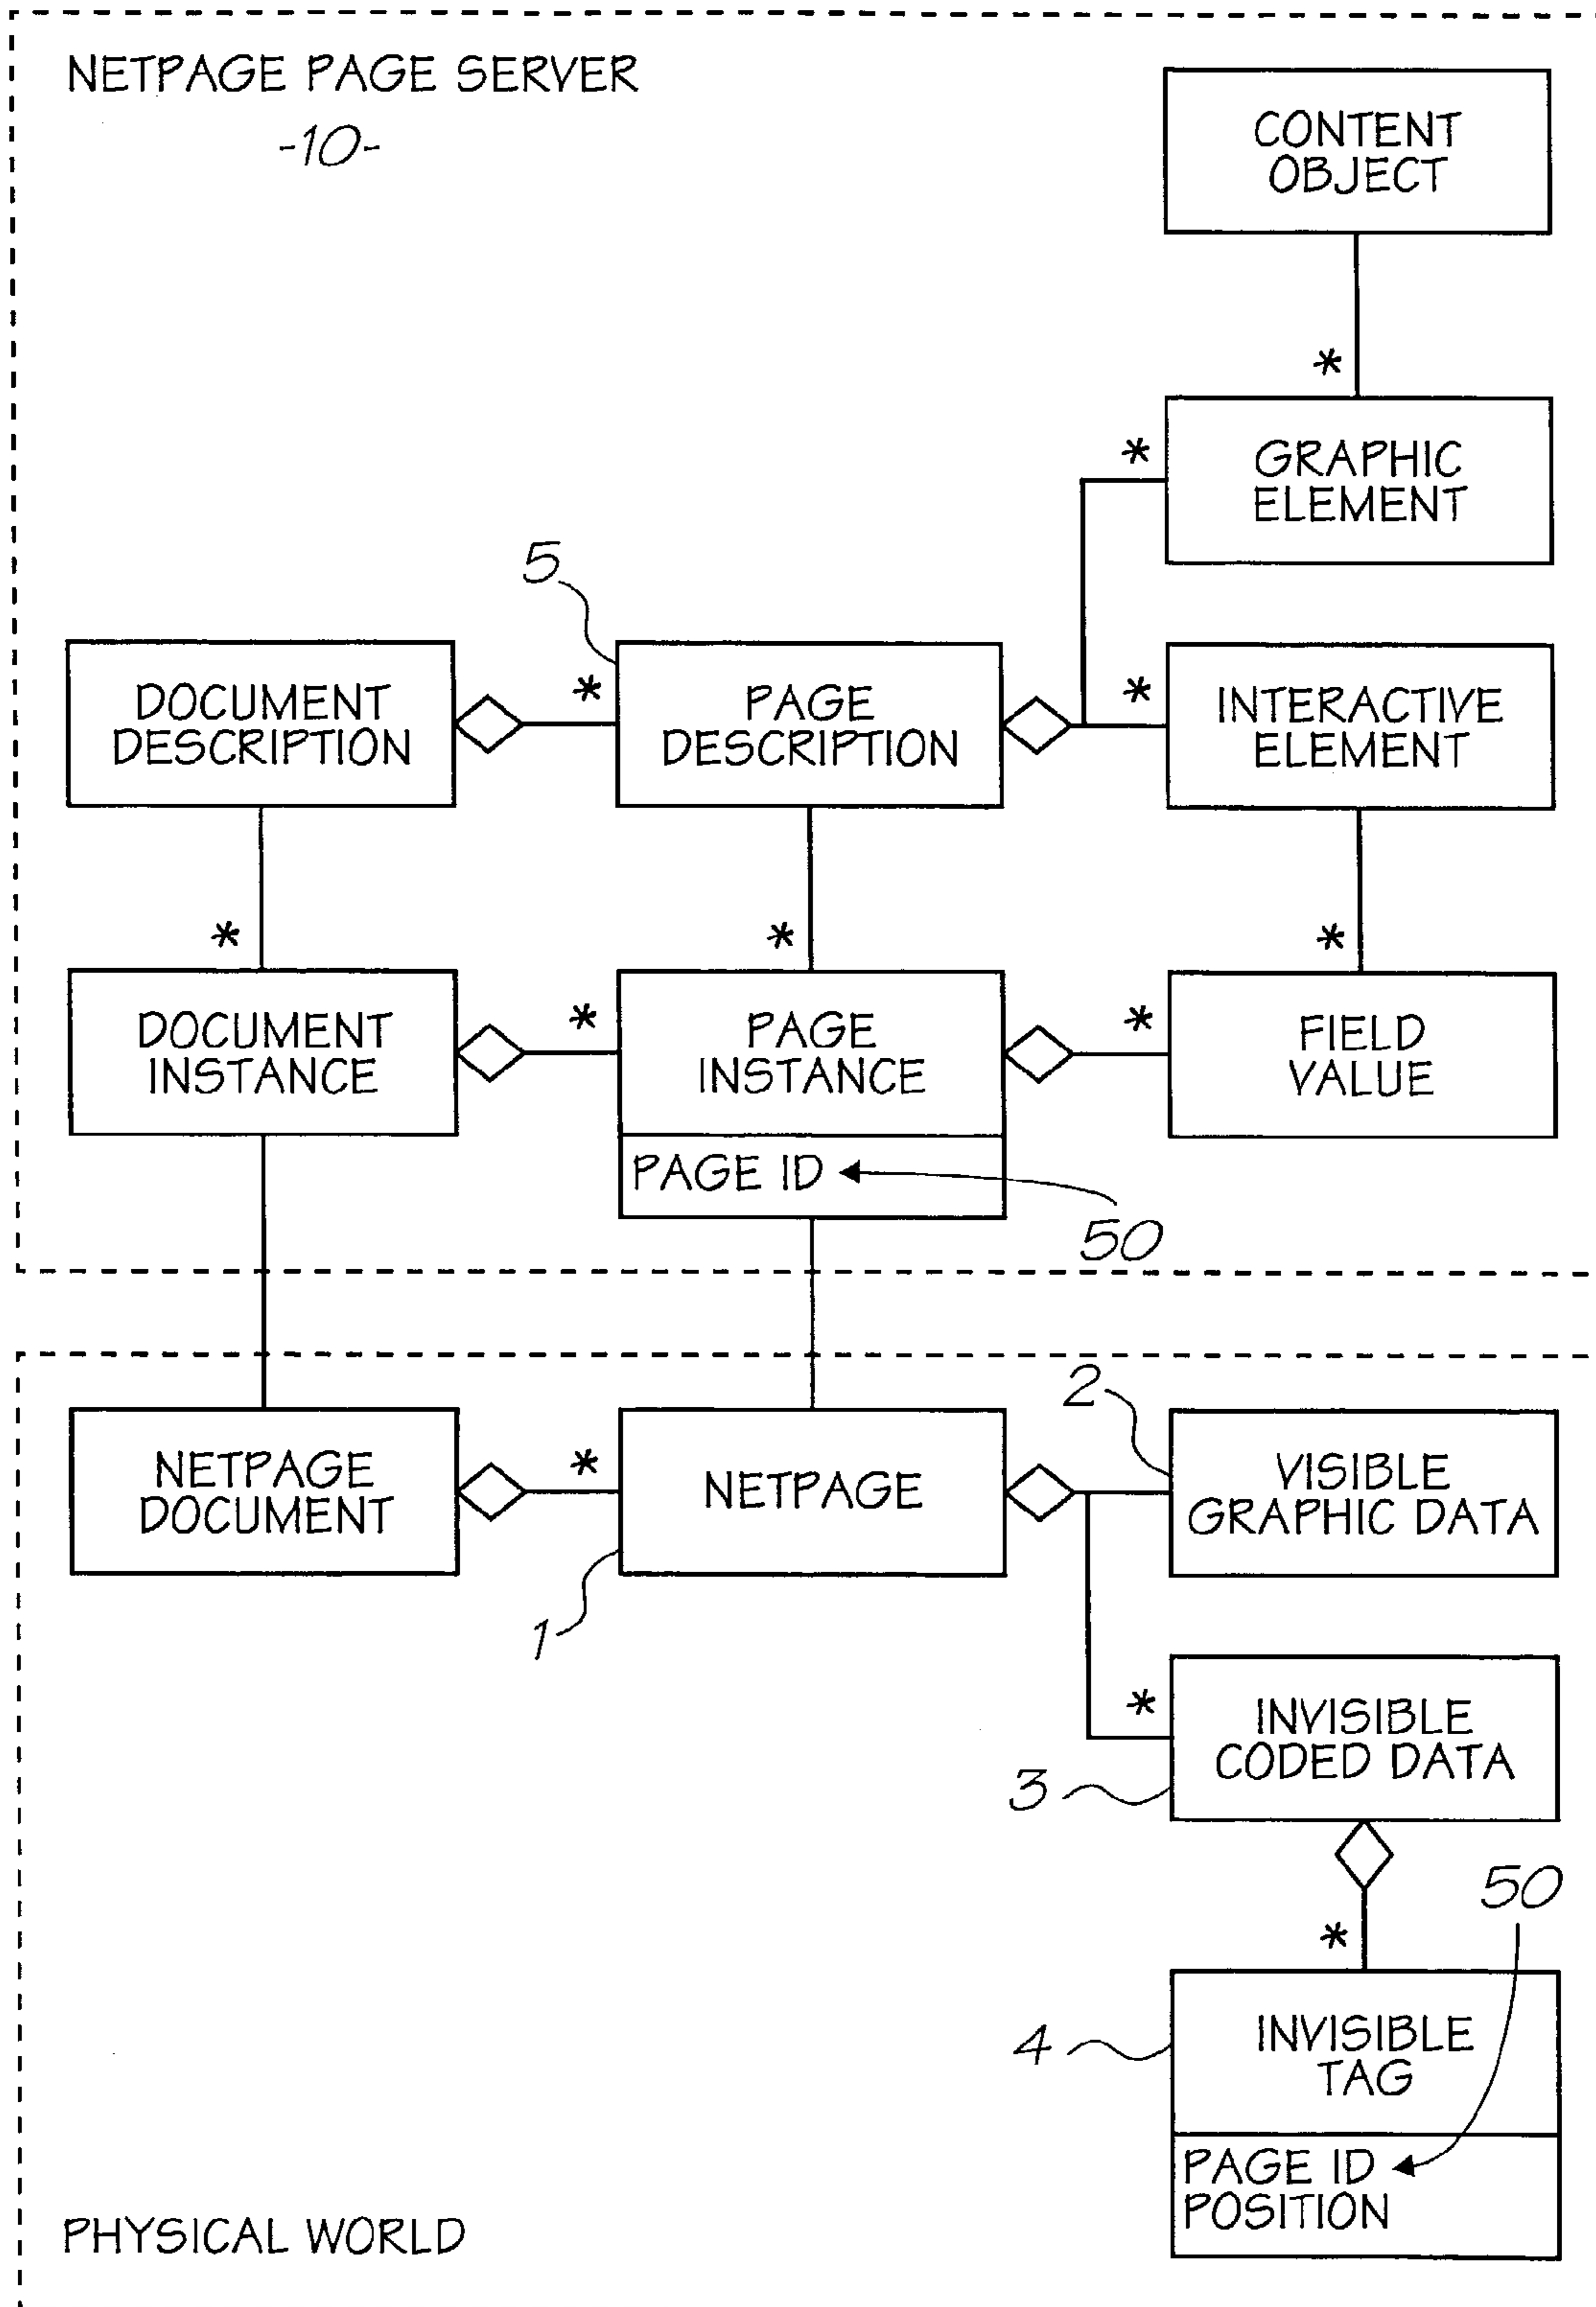 NETPAGE PAGE SERVER
-10-
CONTENT
OBJECT
*
*
GRAPHIC
ELEMENT
5
DOCUMENT
DESCRIPTION
*
PAGE
DESCRIPTION
*
INTERACTIVE
ELEMENT
*
*
*
DOCUMENT
INSTANCE
*
PAGE
INSTANCE
*
FIELD
VALUE
PAGE ID
50
NETPAGE
DOCUMENT
*
NETPAGE
1
2
VISIBLE
GRAPHIC DATA
*
INVISIBLE
CODED DATA
3
*
50
4
INVISIBLE
TAG
PAGE ID
POSITION
PHYSICAL WORLD